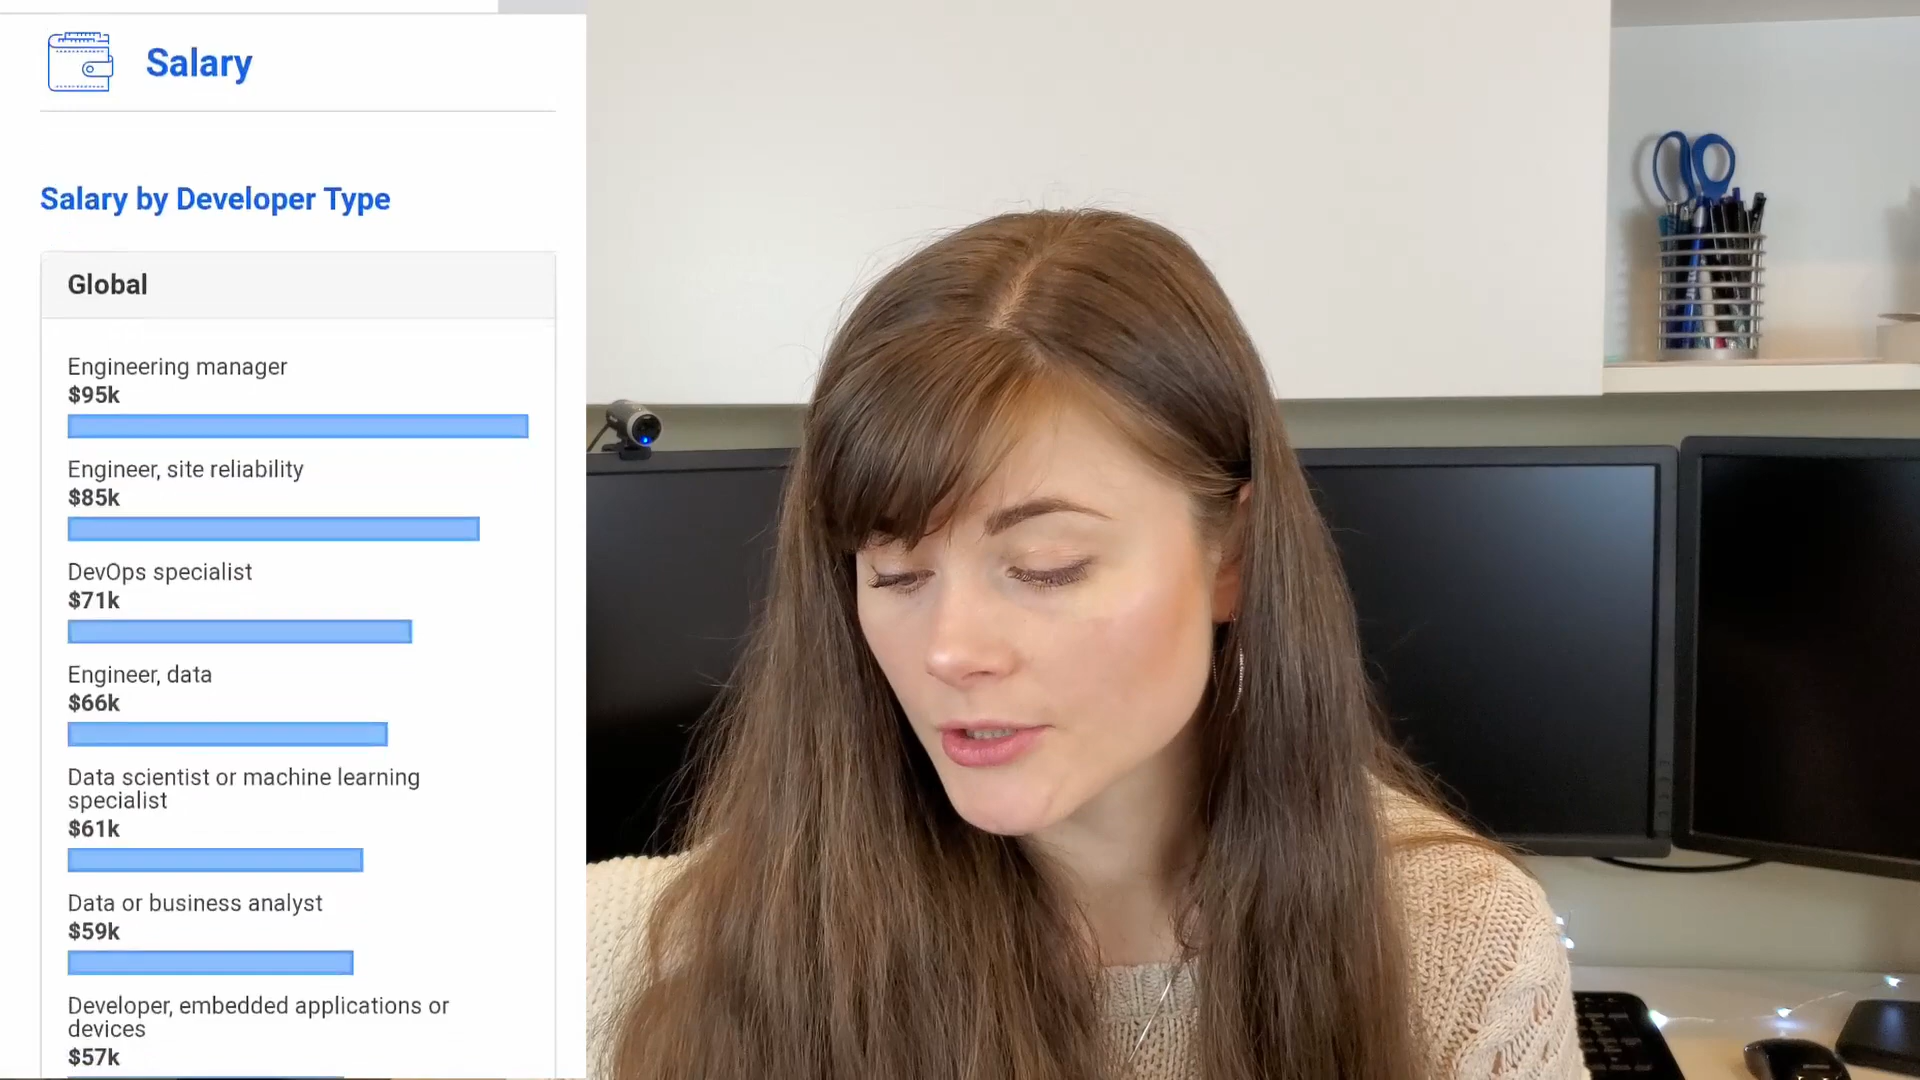 Salary
Salary by Developer Type
Global
Engineering manager
$95k
Engineer, site reliability
$85k
DevOps specialist
$71k
Engineer, data
$66k
Data scientist or machine learning
specialist
$61k
Data or business analyst
$59k
Developer, embedded applications or
devices
$57k